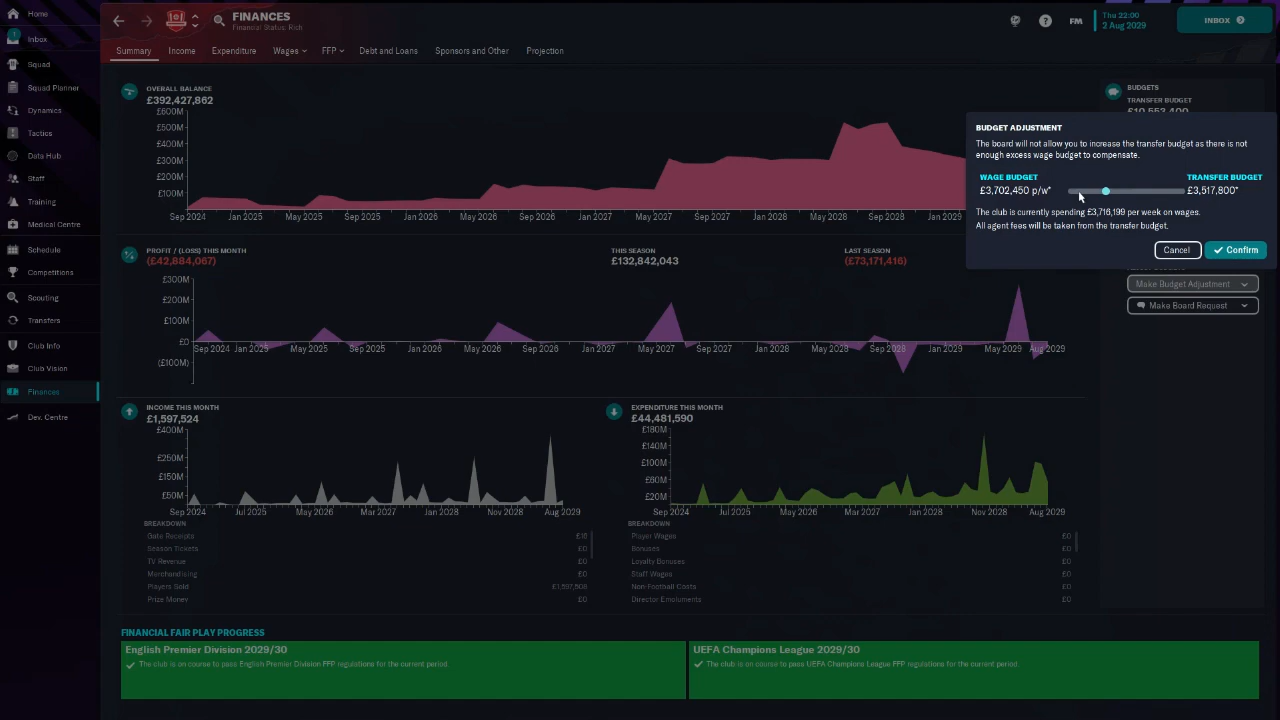 Home
Inbox
Squad
Squad Planner
Dynamics
Tactics
Data Hub
Staff
Training
Medical Centre
Schedule
Competitions
Scouting
Transfers
Club Info
Club Vision
Finances
Dev. Centre
FINANCES
Financial Status: Rich
FM
Thu 22:00
2 Aug 2029
INBOX
Summary Income Expenditure Wages FFP Debt and Loans Sponsors and Other Projection
OVERALL BALANCE
£392,427,862
£600M
£500M
£400M
£300M
£200M
£100M
Sep 2024 Jan 2025 May 2025 Sep 2025 Jan 2026 May 2026 Sep 2026 Jan 2027 May 2027 Sep 2027 Jan 2028 May 2028 Sep 2028 Jan 2029
BUDGETS
TRANSFER BUDGET
£10,553,400
BUDGET ADJUSTMENT
The board will not allow you to increase the transfer budget as there is not
enough excess wage budget to compensate.
WAGE BUDGET TRANSFER BUDGET
£3,702,450 p/w* £3,517,800*
The club is currently spending £3,716,199 per week on wages.
All agent fees will be taken from the transfer budget.
Cancel Confirm
Make Budget Adjustment
Make Board Request
PROFIT / (LOSS) THIS MONTH THIS SEASON LAST SEASON
(£42,884,067) £132,842,043 (£73,171,416)
£300M
£200M
£100M
£0
(£100M)
Sep 2024 Jan 2025 May 2025 Sep 2025 Jan 2026 May 2026 Sep 2026 Jan 2027 May 2027 Sep 2027 Jan 2028 May 2028 Sep 2028 Jan 2029 May 2029 Aug 2029
INCOME THIS MONTH
£1,597,524
£400M
£250M
£150M
£50M
Sep 2024 Jul 2025 May 2026 Mar 2027 Jan 2028 Nov 2028 Aug 2029
BREAKDOWN
Gate Receipts £16
Season Tickets £0
TV Revenue £0
Merchandising £0
Players Sold £1,597,508
Prize Money £0
EXPENDITURE THIS MONTH
£44,481,590
£180M
£140M
£100M
£60M
£20M
Sep 2024 Jul 2025 May 2026 Mar 2027 Jan 2028 Nov 2028 Aug 2029
BREAKDOWN
Player Wages £0
Bonuses £0
Loyalty Bonuses £0
Staff Wages £0
Non-Football Costs £0
Director Emoluments £0
FINANCIAL FAIR PLAY PROGRESS
English Premier Division 2029/30
The club is on course to pass English Premier Division FFP regulations for the current period.
UEFA Champions League 2029/30
The club is on course to pass UEFA Champions League FFP regulations for the current period.